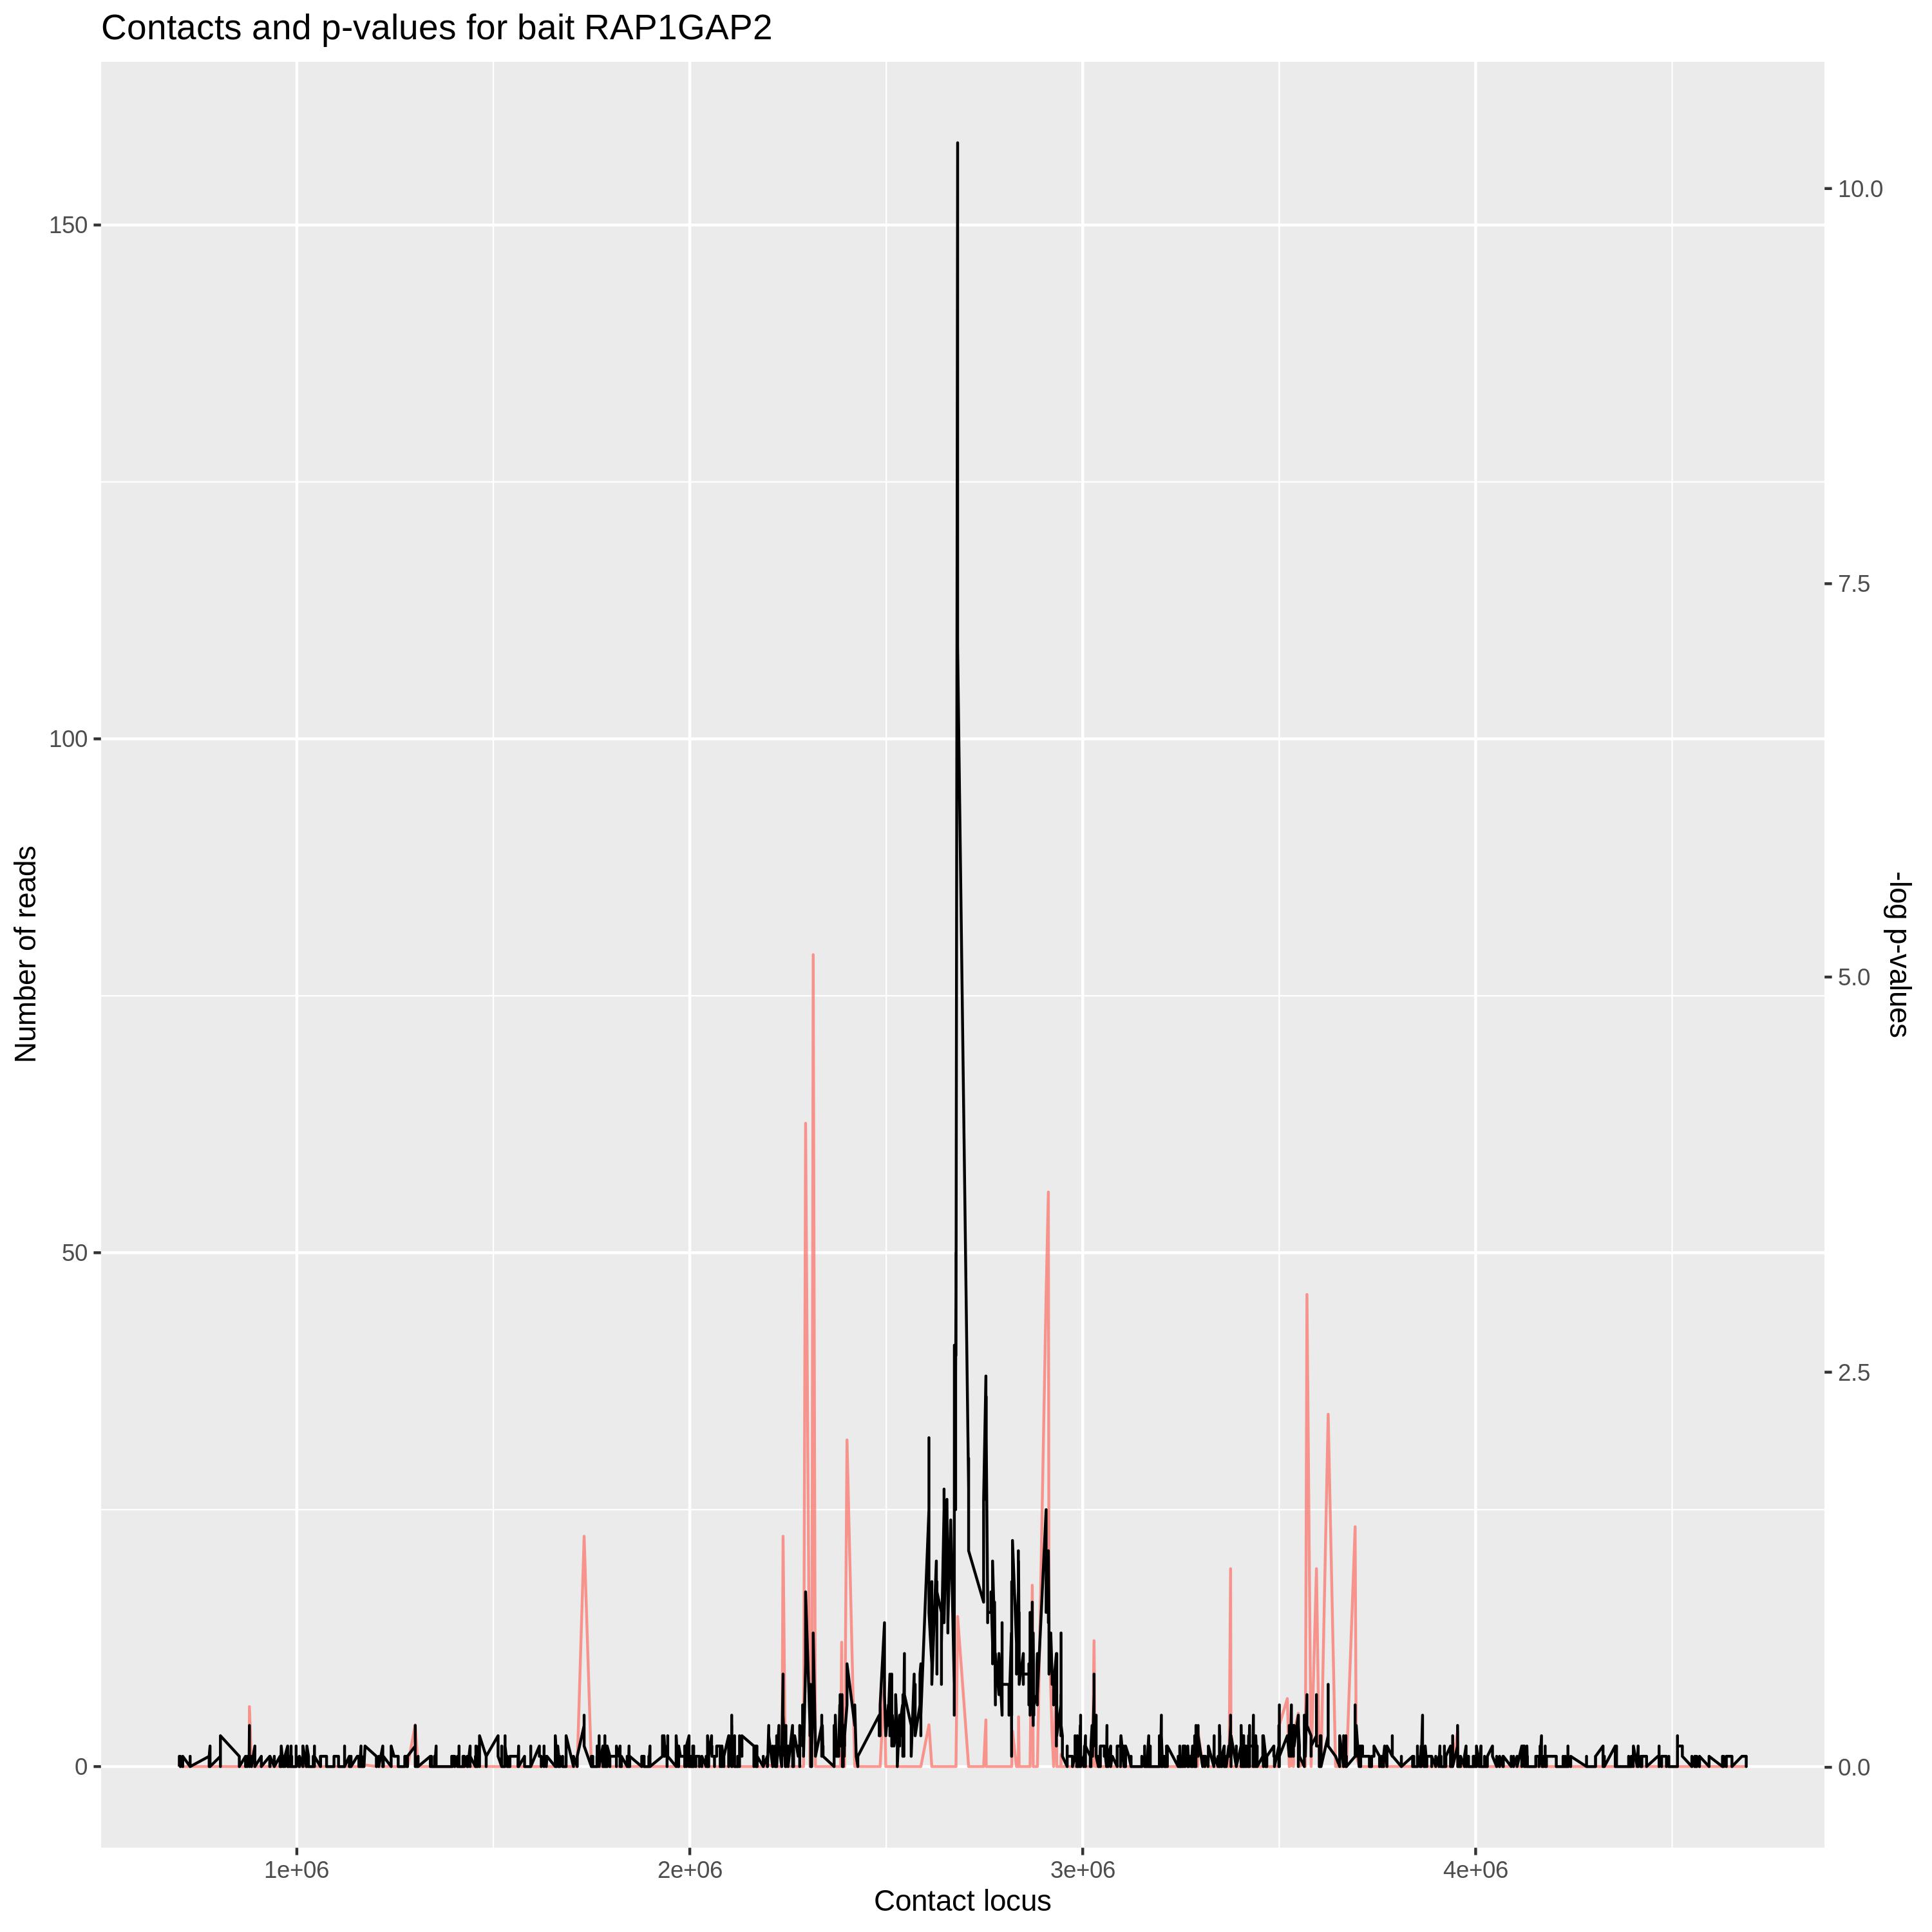 Contacts and p-values for bait RAP1GAP2
150
100
50
0
Number of reads
10.0
7.5
5.0
2.5
0.0
-log p-values
1e+06
2e+06
3e+06
4e+06
Contact locus